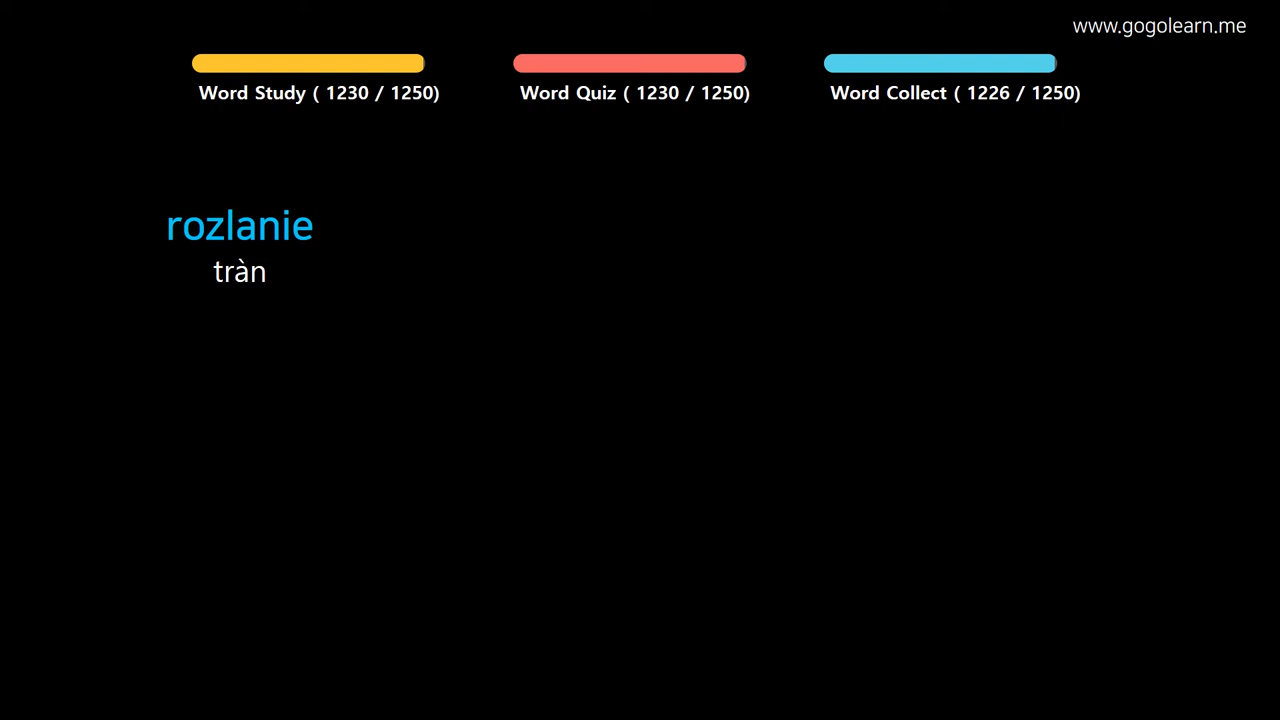 www.gogolearn.me
Word Study ( 1230 / 1250)
Word Quiz ( 1230 / 1250)
Word Collect ( 1226 / 1250)
rozlanie
tràn